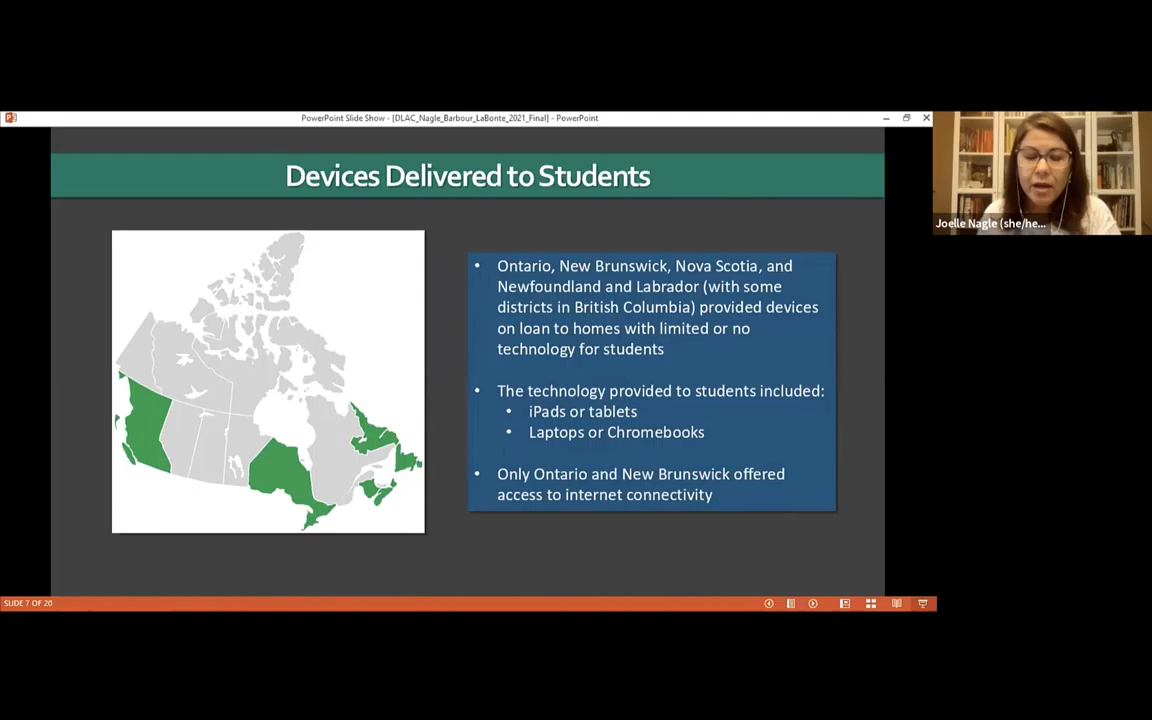 PowerPoint Slide Show - [DLAC_Nagle_Barbour_LaBonte_2021_Final] - PowerPoint
Devices Delivered to Students
• Ontario, New Brunswick, Nova Scotia, and
Newfoundland and Labrador (with some
districts in British Columbia) provided devices
on loan to homes with limited or no
technology for students
• The technology provided to students included:
• iPads or tablets
• Laptops or Chromebooks
• Only Ontario and New Brunswick offered
access to internet connectivity
Joelle Nagle (she/he...
SLIDE 7 OF 20